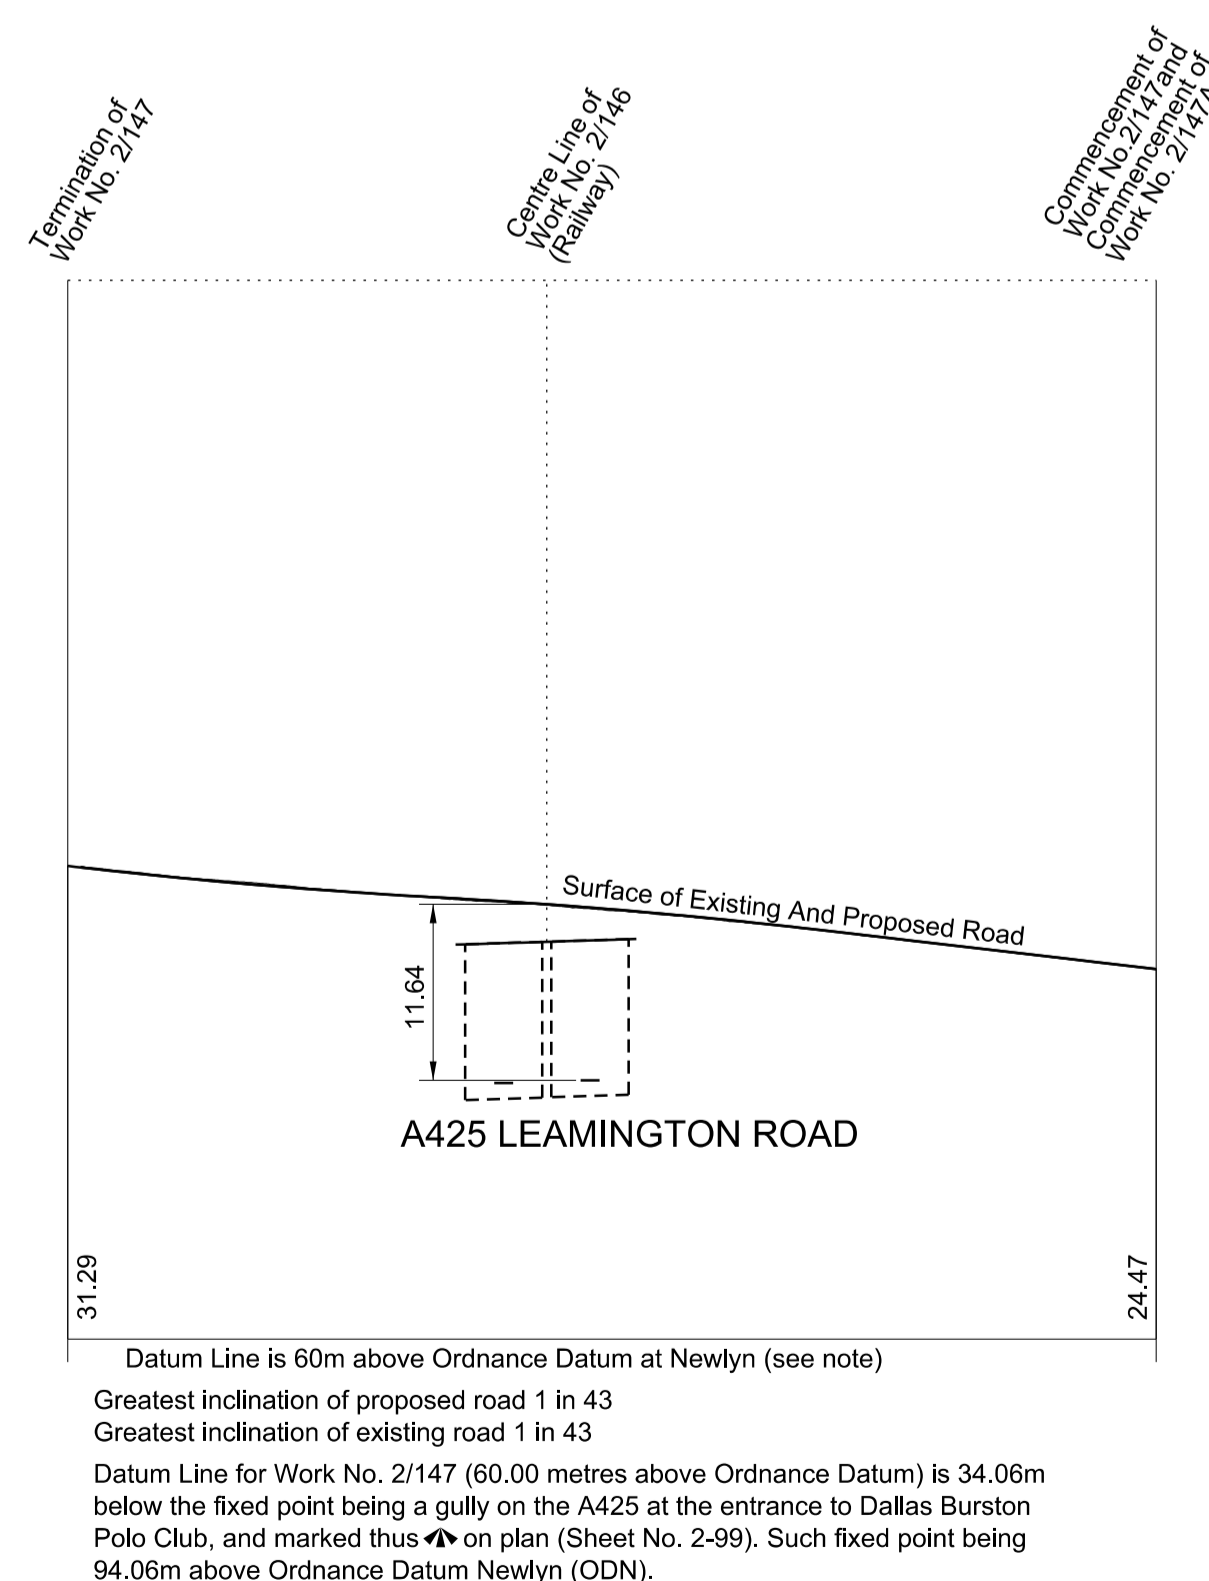 Termination of
Work No. 2/147
Centre Line of
Work No. 2/146
(Railway)
Commencement of
Work No.2/147and
Commencement of
Work No. 2/147A
Surface of Existing And Proposed Road
11.64
A425 LEAMINGTON ROAD
31.29
24.47
Datum Line is 60m above Ordnance Datum at Newlyn (see note)
Greatest inclination of proposed road 1 in 43
Greatest inclination of existing road 1 in 43
Datum Line for Work No. 2/147 (60.00 metres above Ordnance Datum) is 34.06m
below the fixed point being a gully on the A425 at the entrance to Dallas Burston
Polo Club, and marked thus on plan (Sheet No. 2-99). Such fixed point being
94.06m above Ordnance Datum Newlyn (ODN).